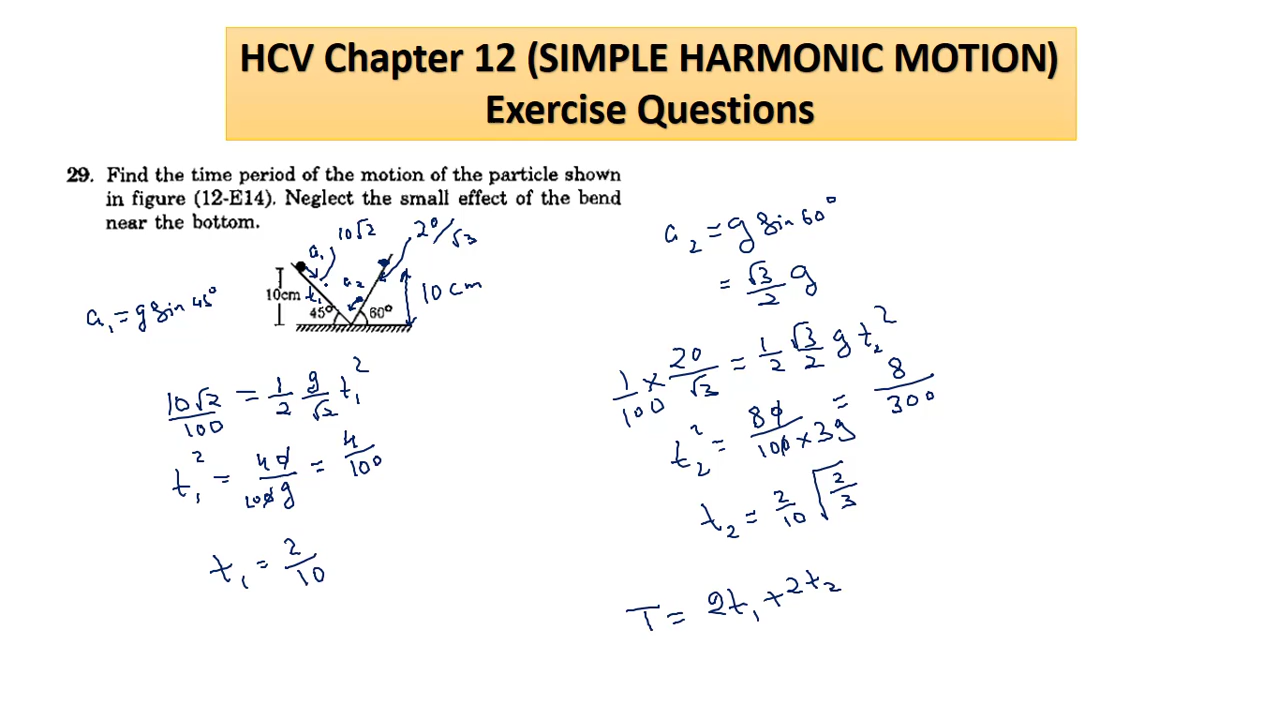 HCV Chapter 12 (SIMPLE HARMONIC MOTION)
Exercise Questions
29. Find the time period of the motion of the particle shown
in figure (12-E14). Neglect the small effect of the bend
near the bottom.
10√2
20/√3
a₁
a₂
t₁
10cm
10 cm
45°
60°
a₁ = g sin 45°
10√2/100 = 1/2 g/√2 t₁²
t₁² = 40/100g = 4/100
t₁ = 2/10
a₂ = g sin 60°
= √3/2 g
1/100 × 20/√3 = 1/2 √3/2 g t₂²
t₂² = 80/100×3g = 8/300
t₂ = 2/10 √2/3
T = 2t₁ + 2t₂